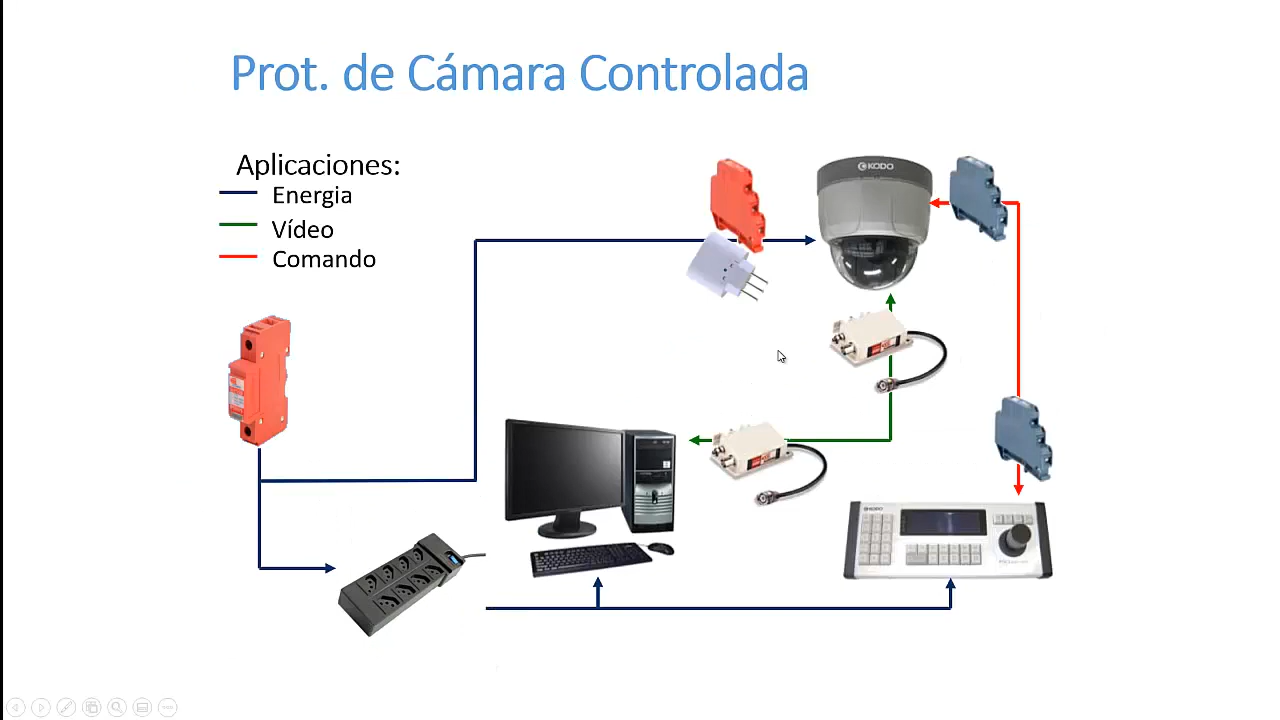 Prot. de Cámara Controlada
Aplicaciones:
Energia
Vídeo
Comando
KODO
KODO